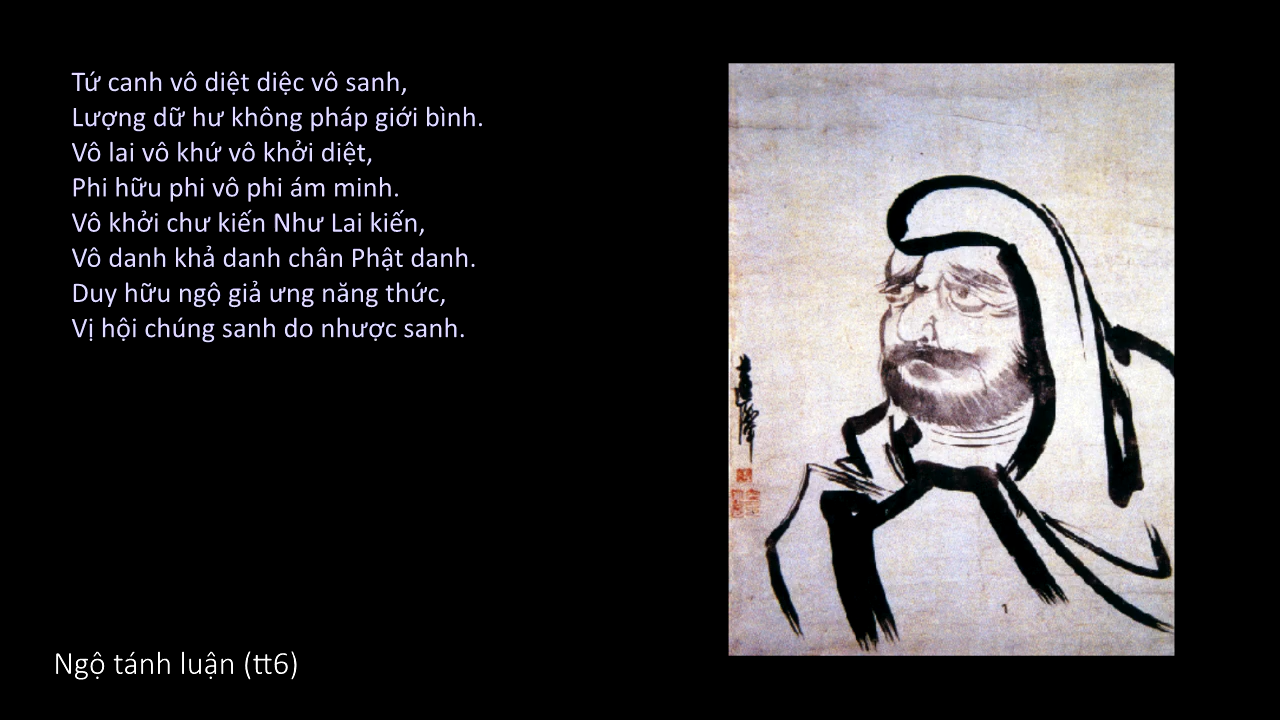 Tứ canh vô diệt diệc vô sanh,
Lượng dữ hư không pháp giới bình.
Vô lai vô khứ vô khởi diệt,
Phi hữu phi vô phi ám minh.
Vô khởi chư kiến Như Lai kiến,
Vô danh khả danh chân Phật danh.
Duy hữu ngộ giả ưng năng thức,
Vị hội chúng sanh do nhược sanh.
1
Ngộ tánh luận (tt6)